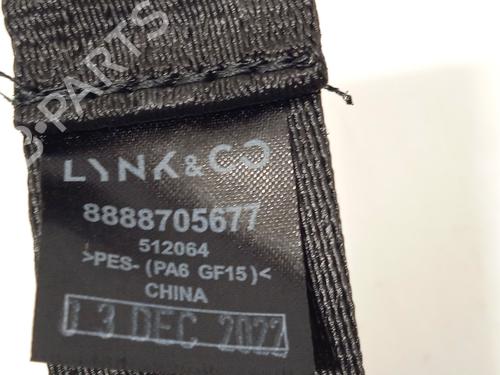 LYNK & CO
8888705677
512064
>PES-(PA6 GF15)<
CHINA
13 DEC 2022